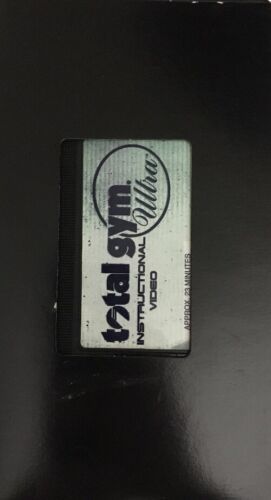 total gym.
Ultra
INSTRUCTIONAL
VIDEO
APPROX. 23 MINUTES